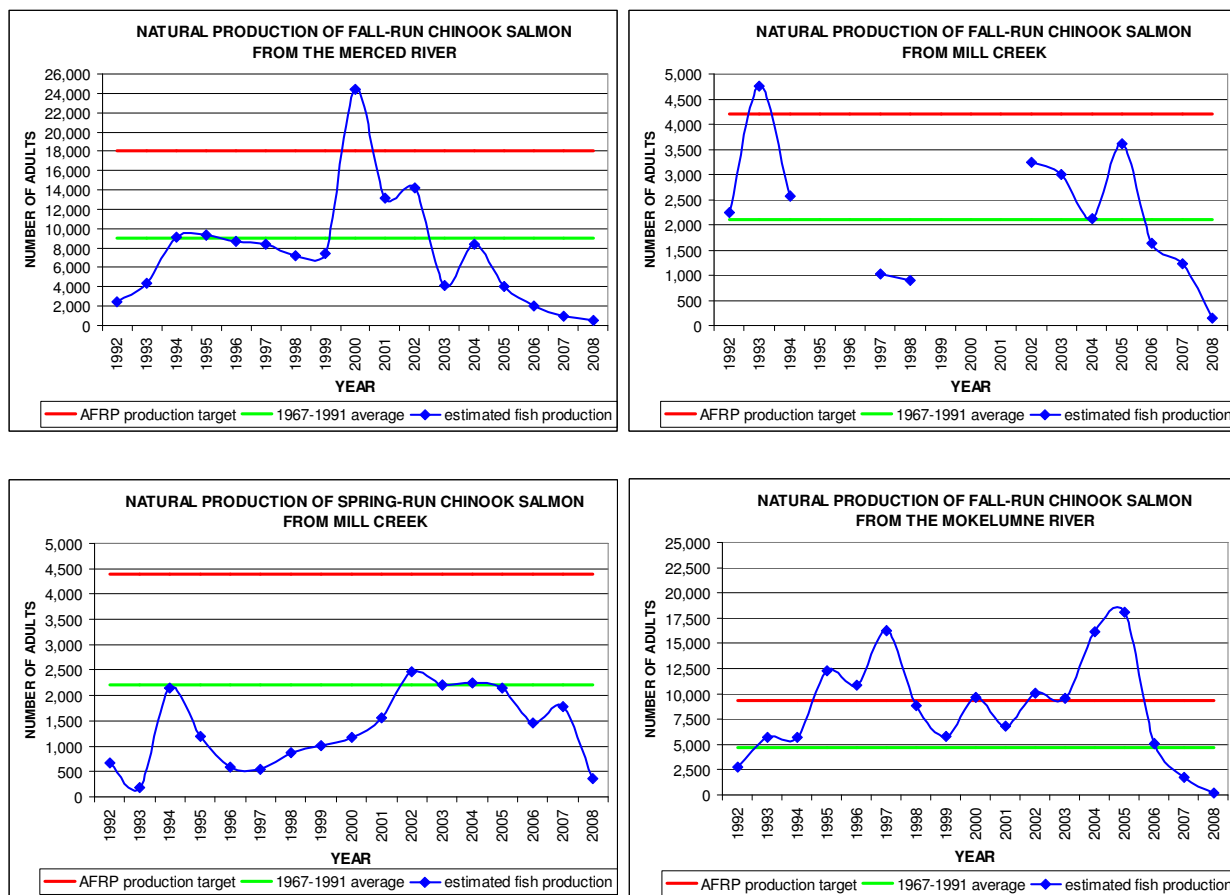 NATURAL PRODUCTION OF FALL-RUN CHINOOK SALMON
FROM THE MERCED RIVER
NUMBER OF ADULTS
26,000
24,000
22,000
20,000
18,000
16,000
14,000
12,000
10,000
8,000
6,000
4,000
2,000
0
1992 1993 1994 1995 1996 1997 1998 1999 2000 2001 2002 2003 2004 2005 2006 2007 2008
YEAR
AFRP production target 1967-1991 average estimated fish production
NATURAL PRODUCTION OF FALL-RUN CHINOOK SALMON
FROM MILL CREEK
NUMBER OF ADULTS
5,000
4,500
4,000
3,500
3,000
2,500
2,000
1,500
1,000
500
0
1992 1993 1994 1995 1996 1997 1998 1999 2000 2001 2002 2003 2004 2005 2006 2007 2008
YEAR
AFRP production target 1967-1991 average estimated fish production
NATURAL PRODUCTION OF SPRING-RUN CHINOOK SALMON
FROM MILL CREEK
NUMBER OF ADULTS
5,000
4,500
4,000
3,500
3,000
2,500
2,000
1,500
1,000
500
0
1992 1993 1994 1995 1996 1997 1998 1999 2000 2001 2002 2003 2004 2005 2006 2007 2008
YEAR
AFRP production target 1967-1991 average estimated fish production
NATURAL PRODUCTION OF FALL-RUN CHINOOK SALMON
FROM THE MOKELUMNE RIVER
NUMBER OF ADULTS
25,000
22,500
20,000
17,500
15,000
12,500
10,000
7,500
5,000
2,500
0
1992 1993 1994 1995 1996 1997 1998 1999 2000 2001 2002 2003 2004 2005 2006 2007 2008
YEAR
AFRP production target 1967-1991 average estimated fish production